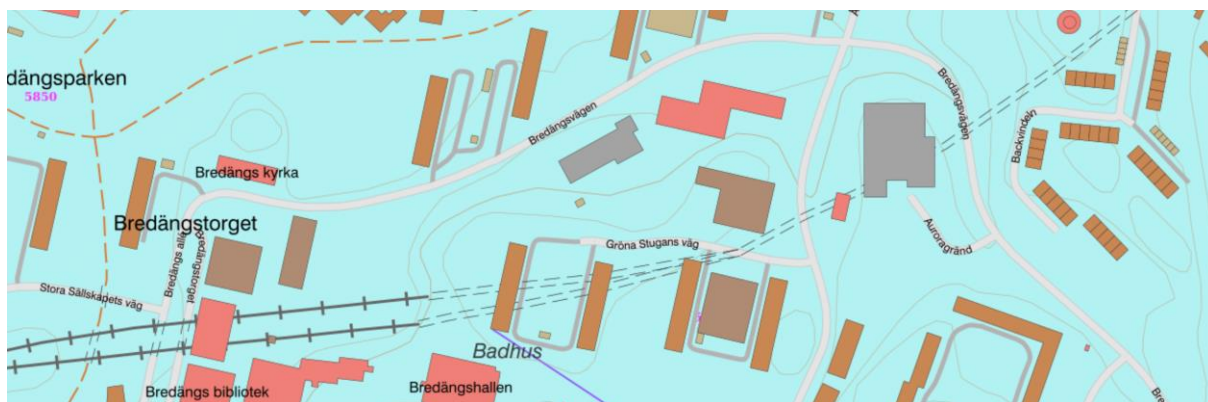 dängsparken
5850
Bredängs kyrka
Bredängstorget
Bredängs allé
Bredängstorget
Stora Sällskapets väg
Bredängsvägen
Bredängsvägen
Backvindeln
Gröna Stugans väg
Auroragränd
Badhus
Bredängs bibliotek
Bredängshallen
Bre